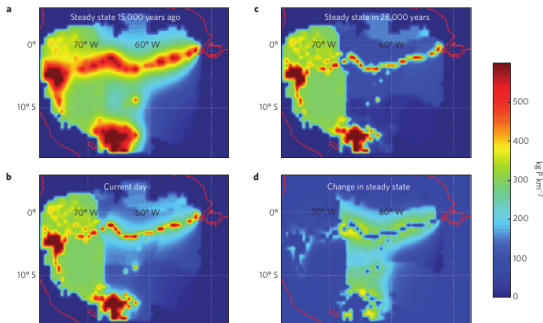 a
Steady state 15,000 years ago
0°
70° W
60° W
10° S
b
Current day
0°
70° W
60° W
10° S
c
Steady state in 28,000 years
0°
70° W
60° W
10° S
d
Change in steady state
0°
70° W
60° W
10° S
500
400
300
200
100
0
kg P km⁻²